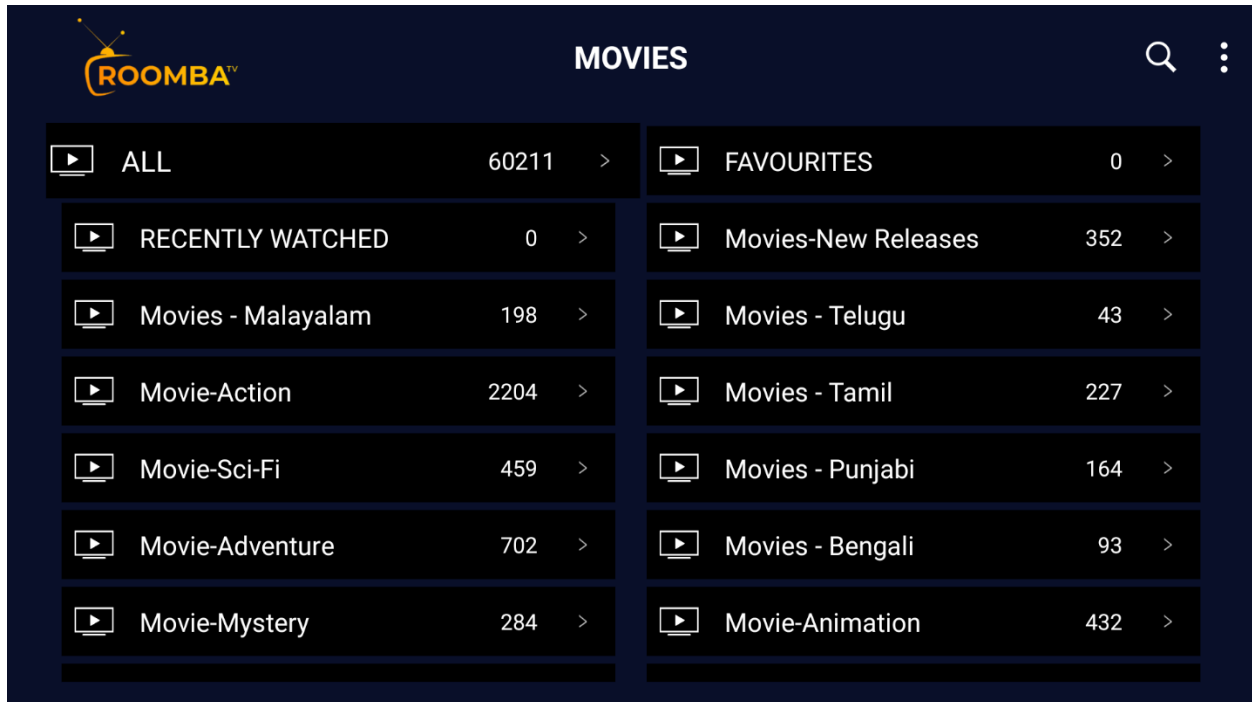 ROOMBA TV
MOVIES
ALL 60211 >
FAVOURITES 0 >
RECENTLY WATCHED 0 >
Movies-New Releases 352 >
Movies - Malayalam 198 >
Movies - Telugu 43 >
Movie-Action 2204 >
Movies - Tamil 227 >
Movie-Sci-Fi 459 >
Movies - Punjabi 164 >
Movie-Adventure 702 >
Movies - Bengali 93 >
Movie-Mystery 284 >
Movie-Animation 432 >